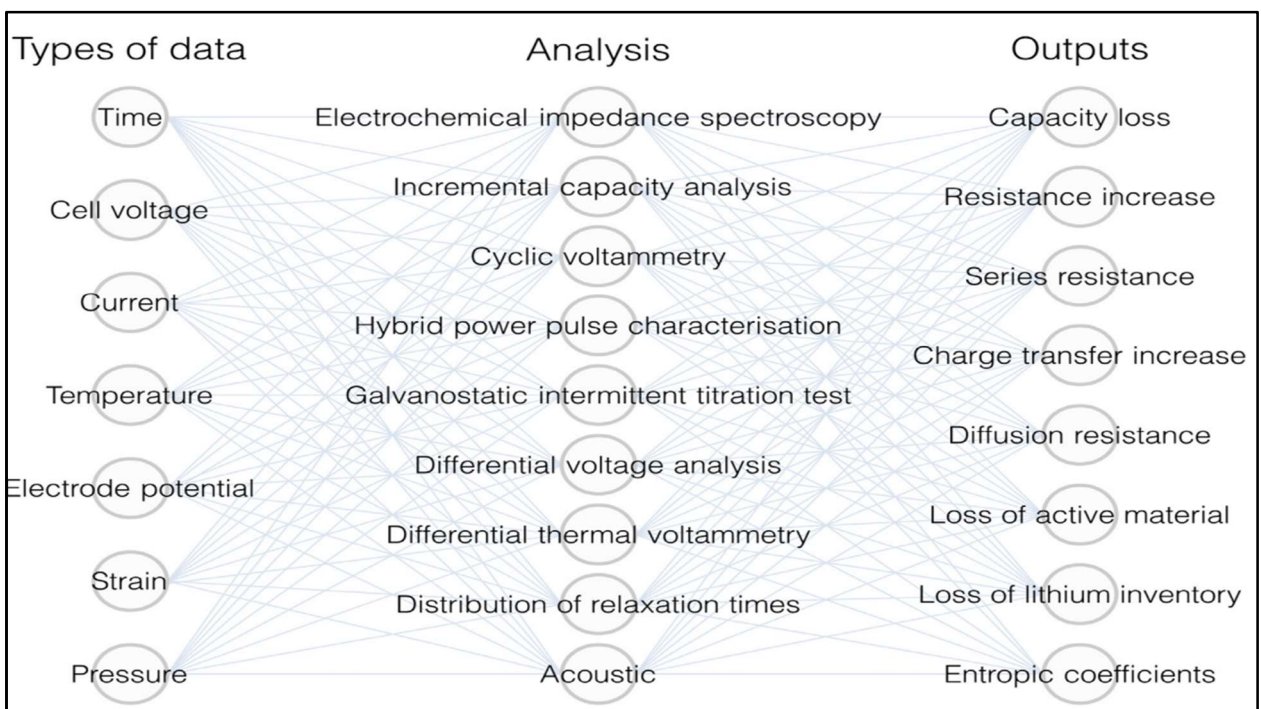 Types of data
Time
Cell voltage
Current
Temperature
Electrode potential
Strain
Pressure
Analysis
Electrochemical impedance spectroscopy
Incremental capacity analysis
Cyclic voltammetry
Hybrid power pulse characterisation
Galvanostatic intermittent titration test
Differential voltage analysis
Differential thermal voltammetry
Distribution of relaxation times
Acoustic
Outputs
Capacity loss
Resistance increase
Series resistance
Charge transfer increase
Diffusion resistance
Loss of active material
Loss of lithium inventory
Entropic coefficients